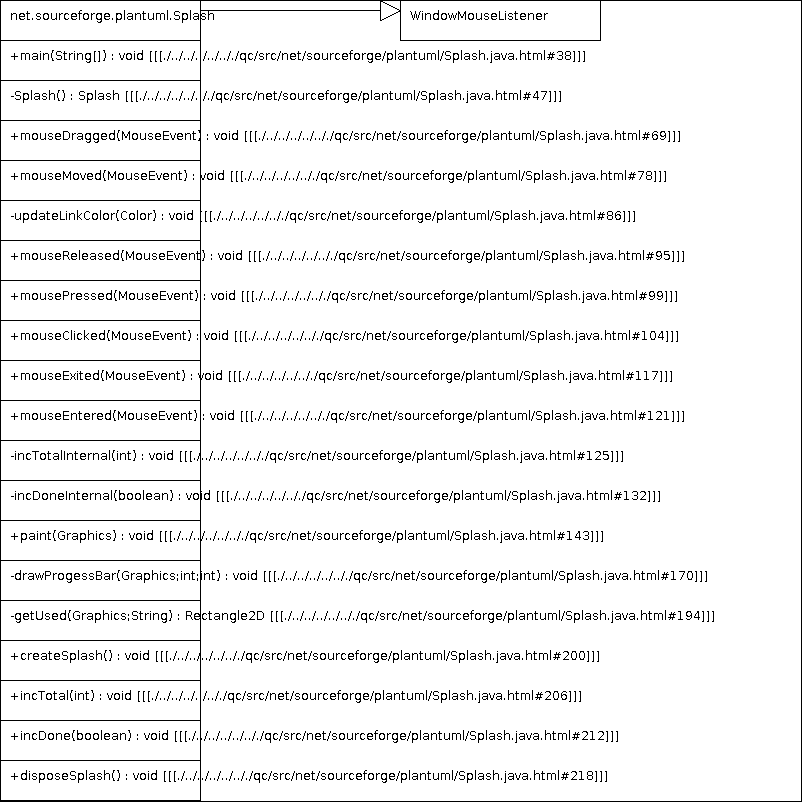 net.sourceforge.plantuml.Splash
WindowMouseListener
+main(String[]) : void [[[./../../../../../qc/src/net/sourceforge/plantuml/Splash.java.html#38]]]
-Splash() : Splash [[[./../../../../../qc/src/net/sourceforge/plantuml/Splash.java.html#47]]]
+mouseDragged(MouseEvent) : void [[[./../../../../../qc/src/net/sourceforge/plantuml/Splash.java.html#69]]]
+mouseMoved(MouseEvent) : void [[[./../../../../../qc/src/net/sourceforge/plantuml/Splash.java.html#78]]]
-updateLinkColor(Color) : void [[[./../../../../../qc/src/net/sourceforge/plantuml/Splash.java.html#86]]]
+mouseReleased(MouseEvent) : void [[[./../../../../../qc/src/net/sourceforge/plantuml/Splash.java.html#95]]]
+mousePressed(MouseEvent) : void [[[./../../../../../qc/src/net/sourceforge/plantuml/Splash.java.html#99]]]
+mouseClicked(MouseEvent) : void [[[./../../../../../qc/src/net/sourceforge/plantuml/Splash.java.html#104]]]
+mouseExited(MouseEvent) : void [[[./../../../../../qc/src/net/sourceforge/plantuml/Splash.java.html#117]]]
+mouseEntered(MouseEvent) : void [[[./../../../../../qc/src/net/sourceforge/plantuml/Splash.java.html#121]]]
-incTotalInternal(int) : void [[[./../../../../../qc/src/net/sourceforge/plantuml/Splash.java.html#125]]]
-incDoneInternal(boolean) : void [[[./../../../../../qc/src/net/sourceforge/plantuml/Splash.java.html#132]]]
+paint(Graphics) : void [[[./../../../../../qc/src/net/sourceforge/plantuml/Splash.java.html#143]]]
-drawProgessBar(Graphics;int;int) : void [[[./../../../../../qc/src/net/sourceforge/plantuml/Splash.java.html#170]]]
-getUsed(Graphics;String) : Rectangle2D [[[./../../../../../qc/src/net/sourceforge/plantuml/Splash.java.html#194]]]
+createSplash() : void [[[./../../../../../qc/src/net/sourceforge/plantuml/Splash.java.html#200]]]
+incTotal(int) : void [[[./../../../../../qc/src/net/sourceforge/plantuml/Splash.java.html#206]]]
+incDone(boolean) : void [[[./../../../../../qc/src/net/sourceforge/plantuml/Splash.java.html#212]]]
+disposeSplash() : void [[[./../../../../../qc/src/net/sourceforge/plantuml/Splash.java.html#218]]]